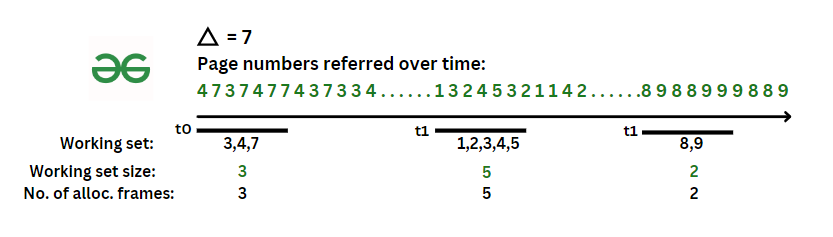 △ = 7
Page numbers referred over time:
4 7 3 7 4 7 7 4 3 7 3 3 4 . . . . . . 1 3 2 4 5 3 2 1 1 4 2 . . . . . .8 9 8 8 9 9 9 8 8 9
t0 t1 t1
Working set: 3,4,7 1,2,3,4,5 8,9
Working set size: 3 5 2
No. of alloc. frames: 3 5 2